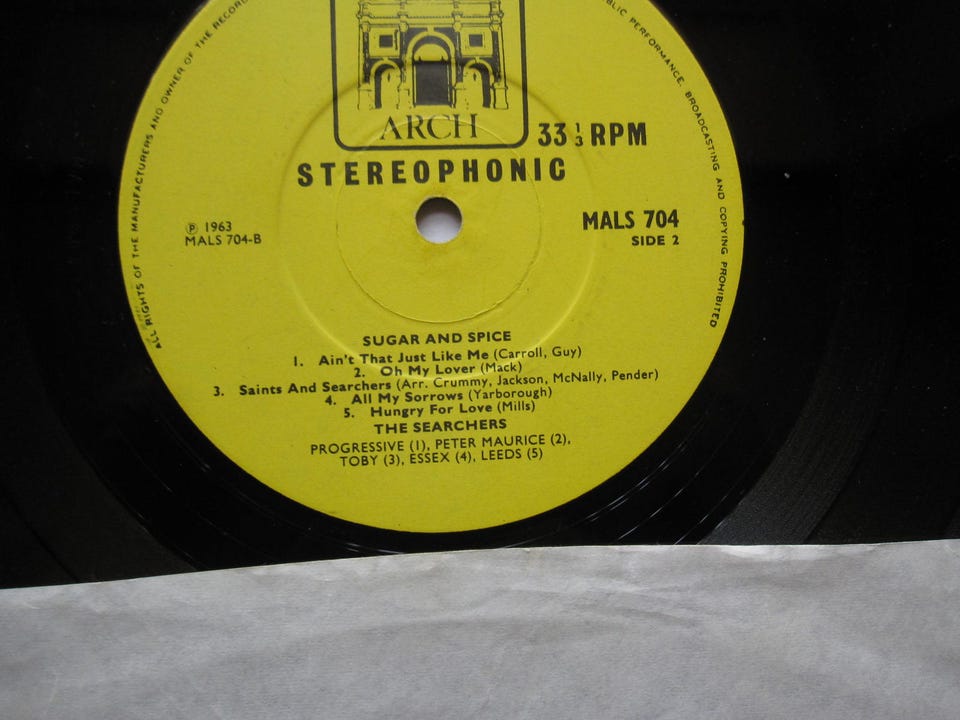 ALL RIGHTS OF THE MANUFACTURERS AND OWNER OF THE RECORD
PUBLIC PERFORMANCE. BROADCASTING AND COPYING PROHIBITED
ARCH
33 1/3 RPM
STEREOPHONIC
℗ 1963
MALS 704-B
MALS 704
SIDE 2
SUGAR AND SPICE
1. Ain't That Just Like Me (Carroll, Guy)
2. Oh My Lover (Mack)
3. Saints And Searchers (Arr. Crummy, Jackson, McNally, Pender)
4. All My Sorrows (Yarborough)
5. Hungry For Love (Mills)
THE SEARCHERS
PROGRESSIVE (1), PETER MAURICE (2),
TOBY (3), ESSEX (4), LEEDS (5)